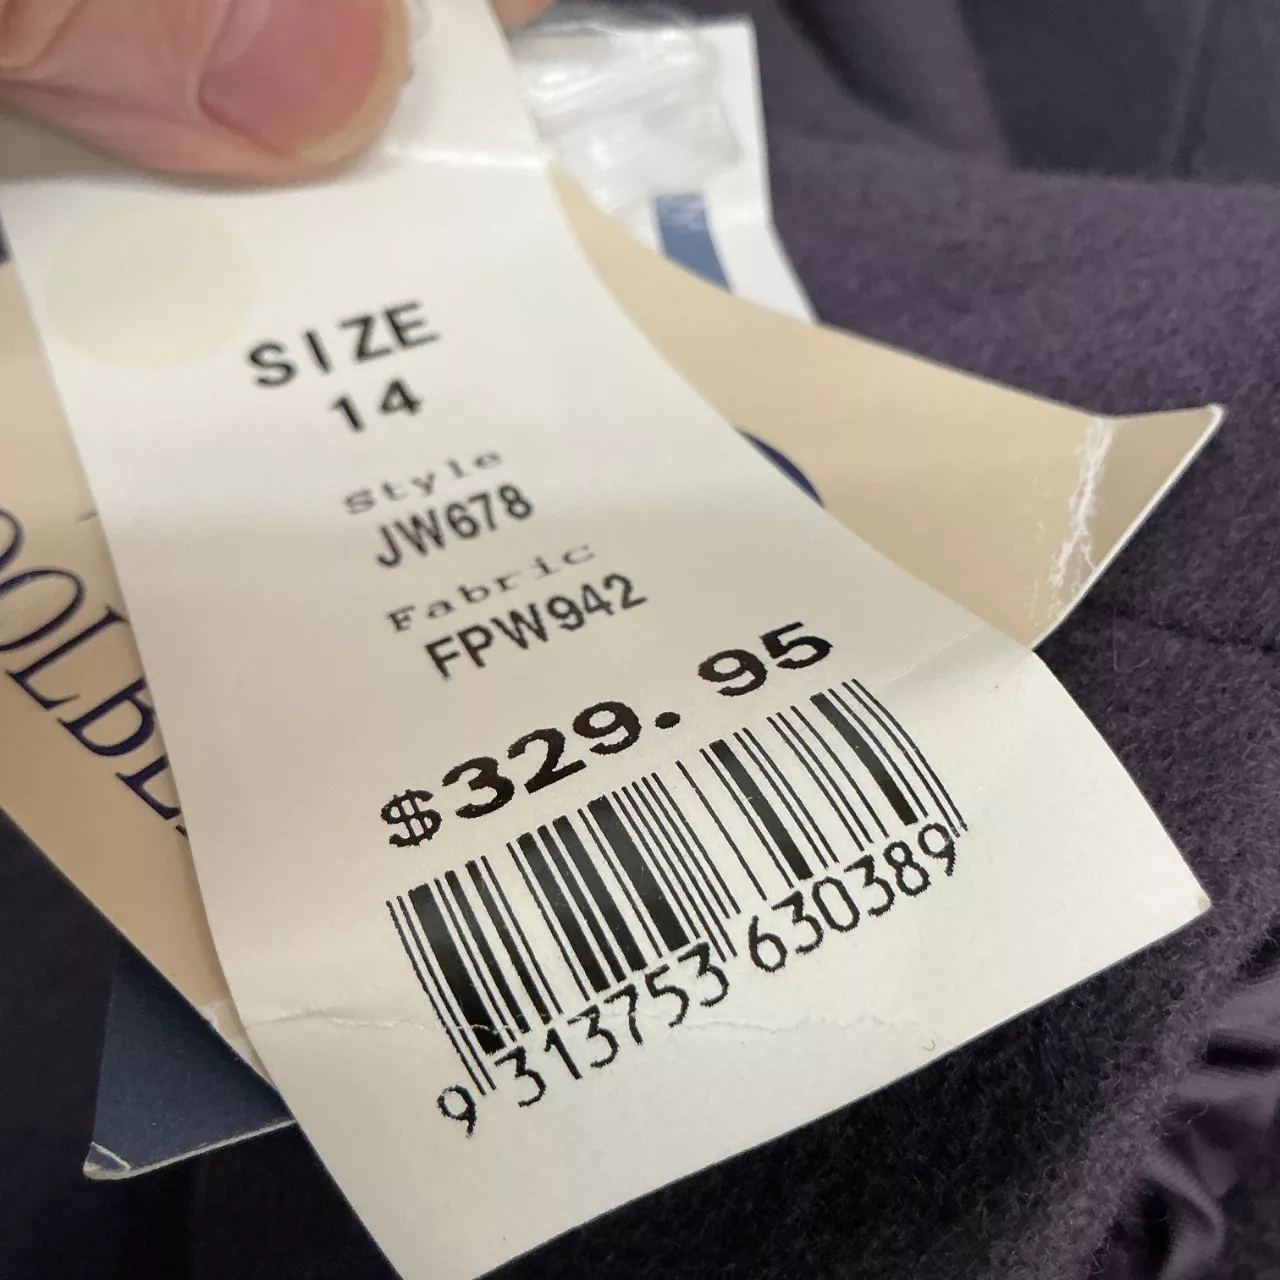 SIZE
14
Style
JW678
Fabric
FPW942
$329.95
9 313753 630389